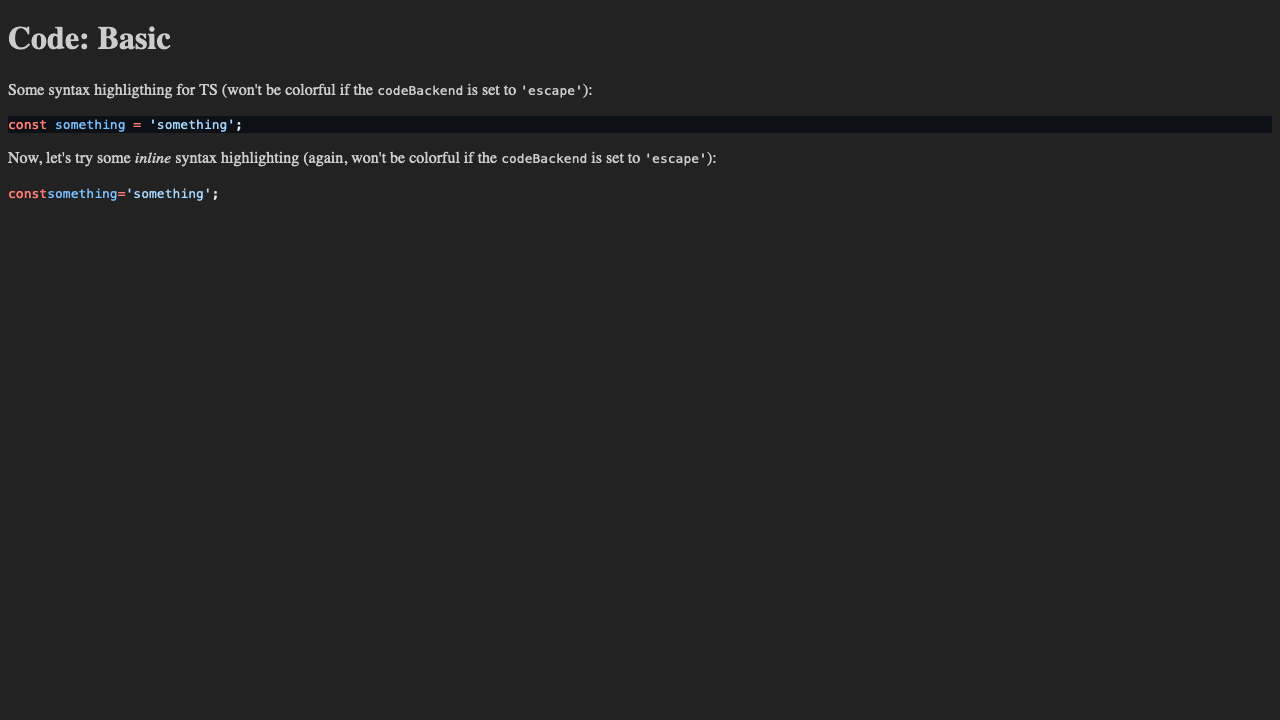 Code: Basic
Some syntax highligthing for TS (won't be colorful if the codeBackend is set to 'escape'):
const something = 'something';
Now, let's try some inline syntax highlighting (again, won't be colorful if the codeBackend is set to 'escape'):
constsomething='something';